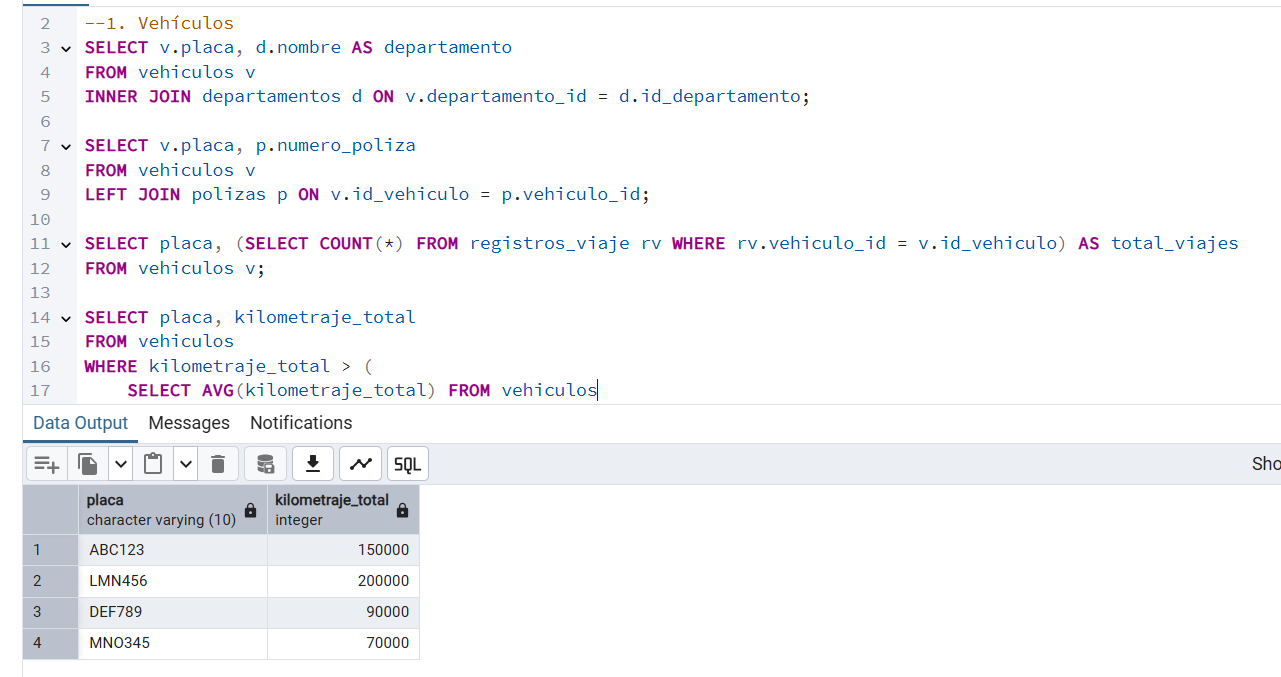 2 --1. Vehículos
3 SELECT v.placa, d.nombre AS departamento
4 FROM vehiculos v
5 INNER JOIN departamentos d ON v.departamento_id = d.id_departamento;
6
7 SELECT v.placa, p.numero_poliza
8 FROM vehiculos v
9 LEFT JOIN polizas p ON v.id_vehiculo = p.vehiculo_id;
10
11 SELECT placa, (SELECT COUNT(*) FROM registros_viaje rv WHERE rv.vehiculo_id = v.id_vehiculo) AS total_viajes
12 FROM vehiculos v;
13
14 SELECT placa, kilometraje_total
15 FROM vehiculos
16 WHERE kilometraje_total > (
17 SELECT AVG(kilometraje_total) FROM vehiculos
Data Output Messages Notifications
SQL Sho
placa kilometraje_total
character varying (10) integer
1 ABC123 150000
2 LMN456 200000
3 DEF789 90000
4 MNO345 70000